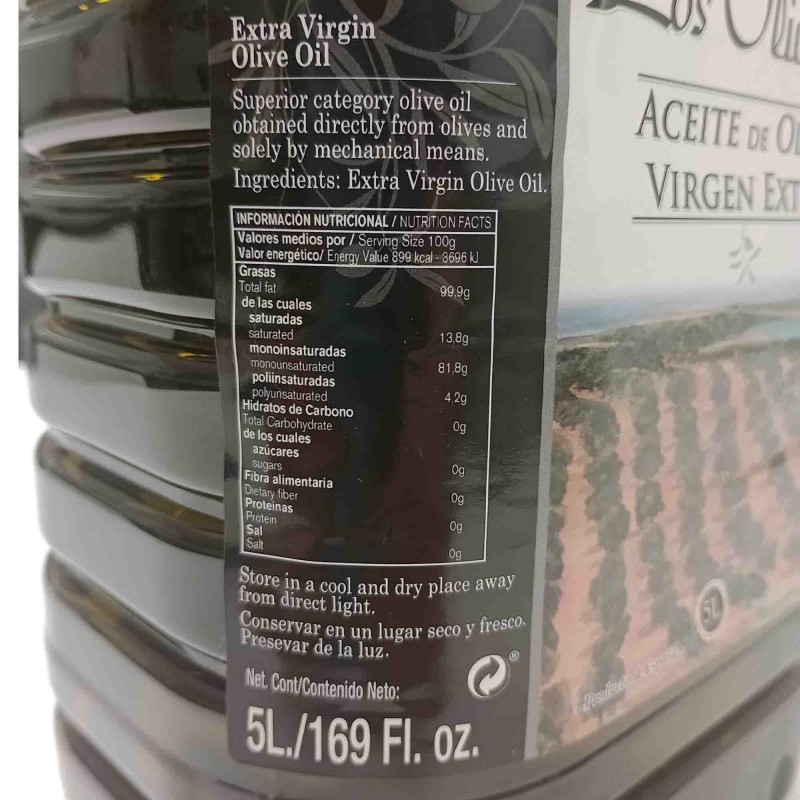 Extra Virgin
Olive Oil
Superior category olive oil
obtained directly from olives and
solely by mechanical means.
Ingredients: Extra Virgin Olive Oil.
INFORMACIÓN NUTRICIONAL / NUTRITION FACTS
Valores medios por / Serving Size 100g
Valor energético/ Energy Value 899 kcal - 3696 kJ
Grasas
Total fat 99,9g
de las cuales
saturadas
saturated 13,8g
monoinsaturadas
monounsaturated 81,8g
poliinsaturadas
polyunsaturated 4,2g
Hidratos de Carbono
Total Carbohydrate 0g
de los cuales
azúcares
sugars 0g
Fibra alimentaria
Dietary fiber 0g
Proteinas
Protein 0g
Sal
Salt 0g
Store in a cool and dry place away
from direct light.
Conservar en un lugar seco y fresco.
Presevar de la luz.
®
Net. Cont/Contenido Neto:
5L./169 Fl. oz.
ACEITE DE
VIRGEN
5L